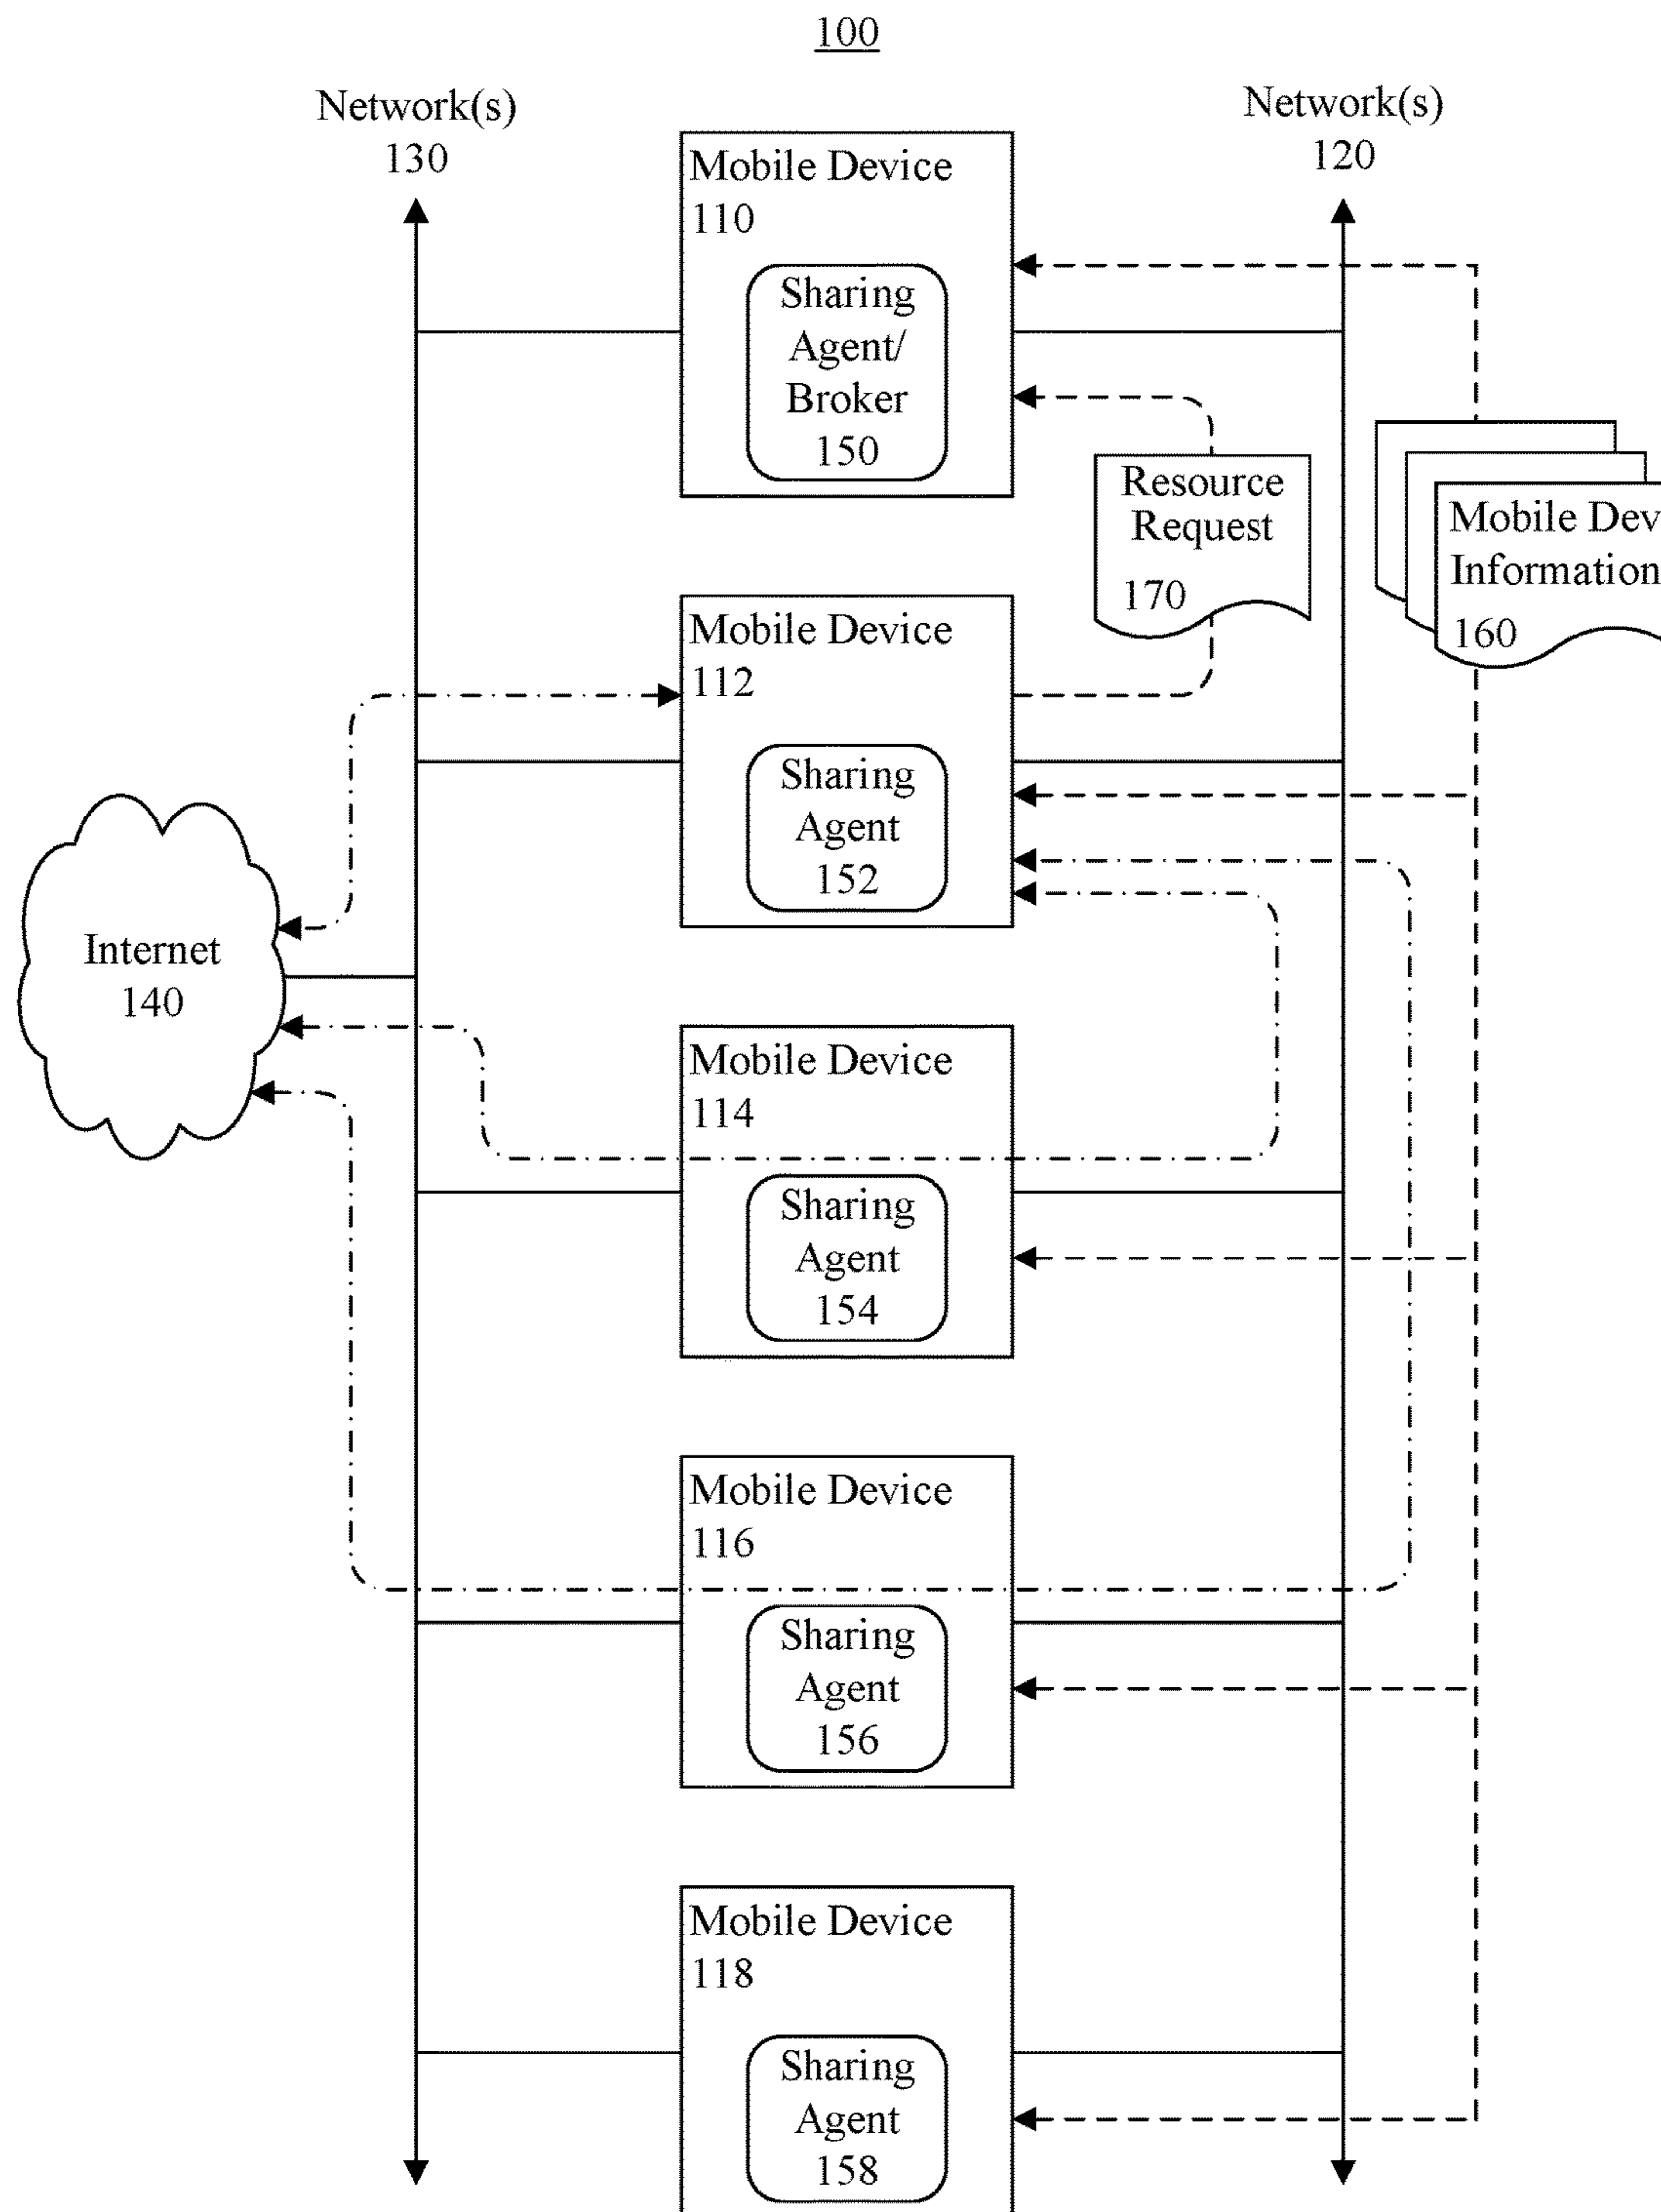 100
Network(s)
130
Network(s)
120
Mobile Device
110
Sharing
Agent/
Broker
150
Resource
Request
170
Mobile Dev
Information
160
Mobile Device
112
Sharing
Agent
152
Internet
140
Mobile Device
114
Sharing
Agent
154
Mobile Device
116
Sharing
Agent
156
Mobile Device
118
Sharing
Agent
158